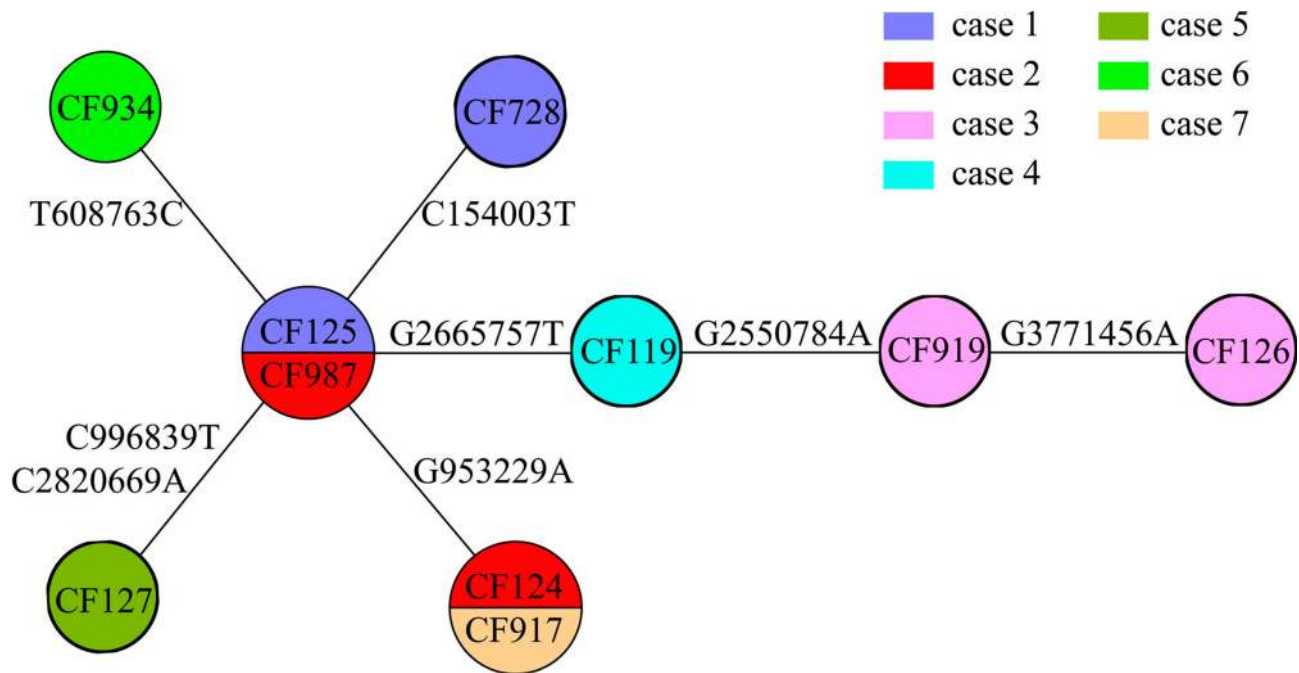 case 1
case 5
case 2
case 6
case 3
case 7
case 4
CF934
CF728
T608763C
C154003T
CF125
CF987
G2665757T
CF119
G2550784A
CF919
G3771456A
CF126
C996839T
C2820669A
G953229A
CF127
CF124
CF917